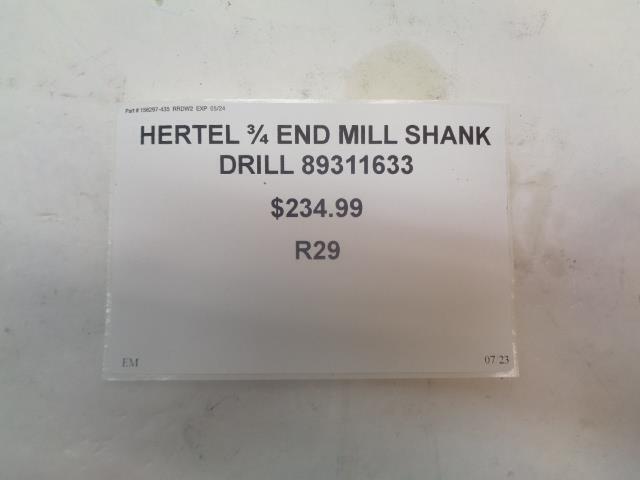 Part # 156297-435 RRDW2 EXP 05/24
HERTEL ¾ END MILL SHANK
DRILL 89311633
$234.99
R29
EM 07/23